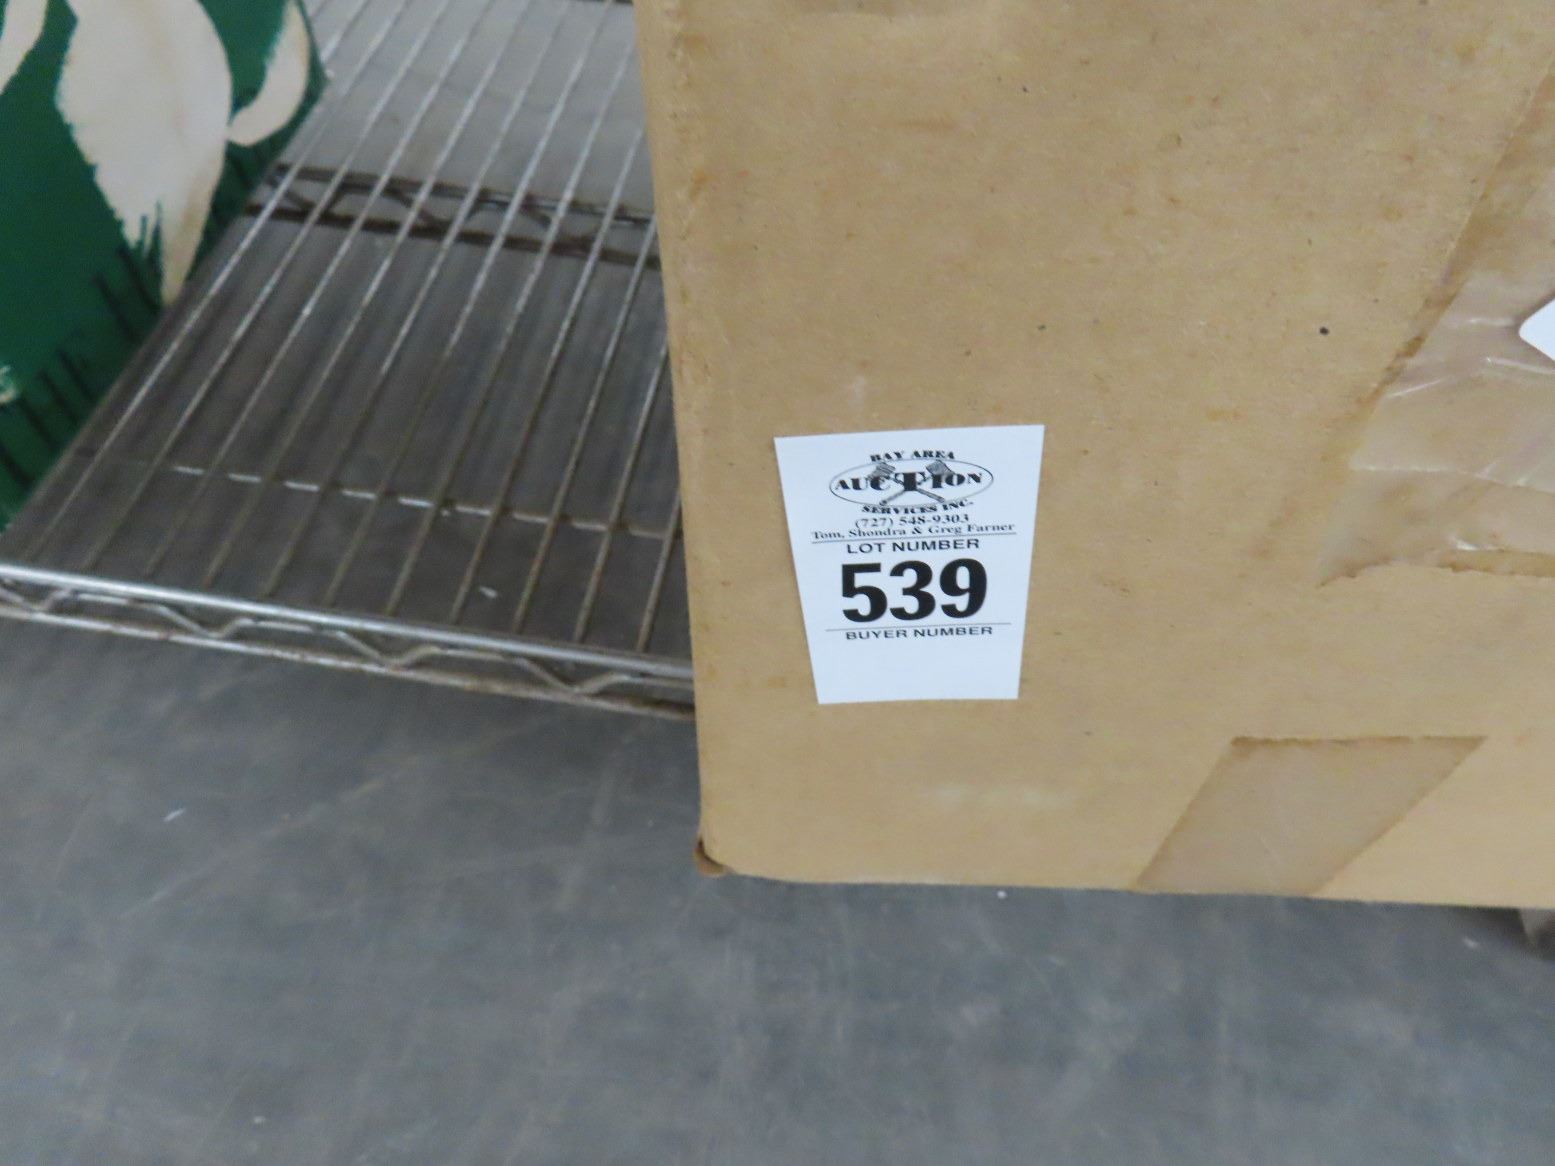 BAY AREA
AUCTION
SERVICES INC.
(727) 548-9303
Tom, Shondra & Greg Farner
LOT NUMBER
539
BUYER NUMBER